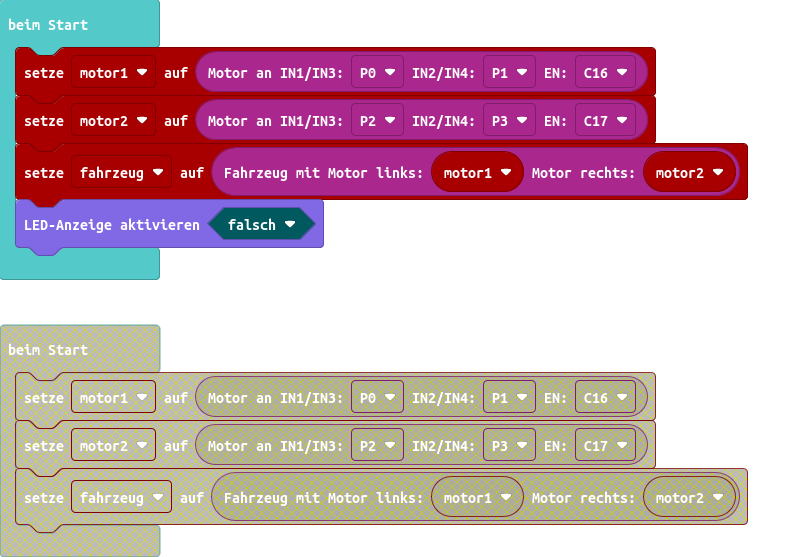 beim Start
setze motor1 auf Motor an IN1/IN3: P0 IN2/IN4: P1 EN: C16
setze motor2 auf Motor an IN1/IN3: P2 IN2/IN4: P3 EN: C17
setze fahrzeug auf Fahrzeug mit Motor links: motor1 Motor rechts: motor2
LED-Anzeige aktivieren falsch
beim Start
setze motor1 auf Motor an IN1/IN3: P0 IN2/IN4: P1 EN: C16
setze motor2 auf Motor an IN1/IN3: P2 IN2/IN4: P3 EN: C17
setze fahrzeug auf Fahrzeug mit Motor links: motor1 Motor rechts: motor2